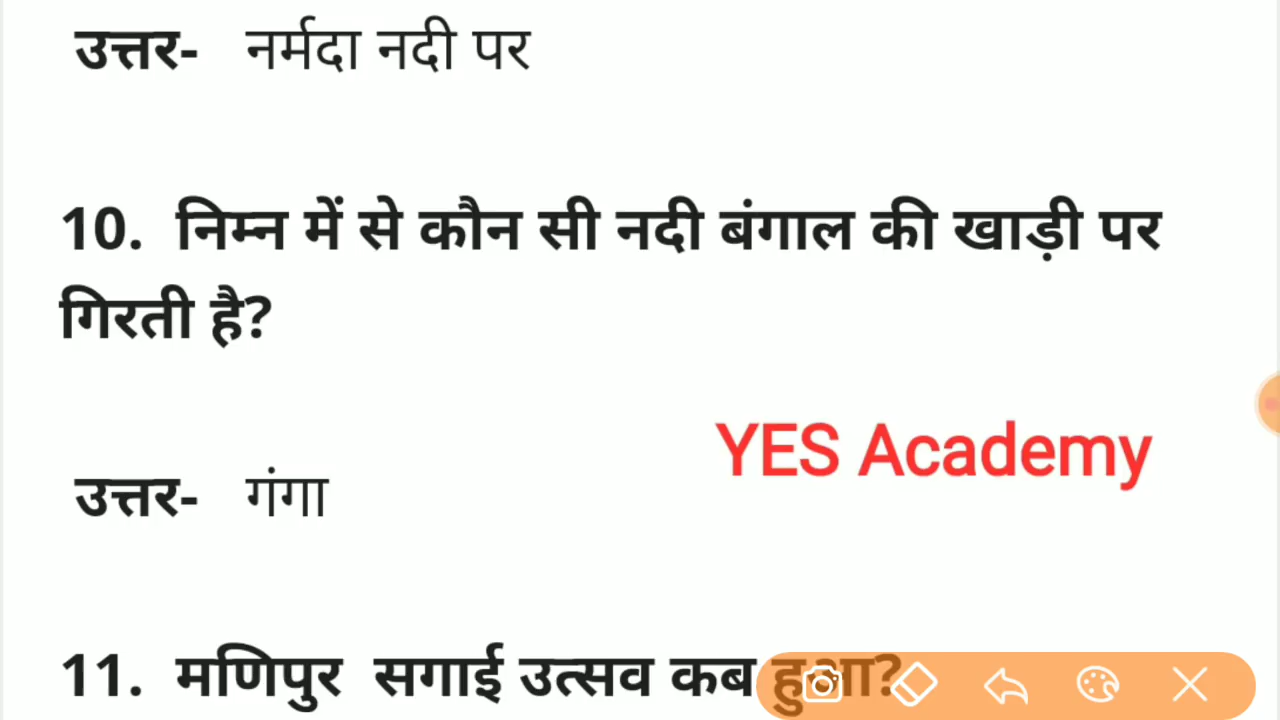 उत्तर- नर्मदा नदी पर
10. निम्न में से कौन सी नदी बंगाल की खाड़ी पर
गिरती है?
YES Academy
उत्तर- गंगा
11. मणिपुर सगाई उत्सव कब हुआ?